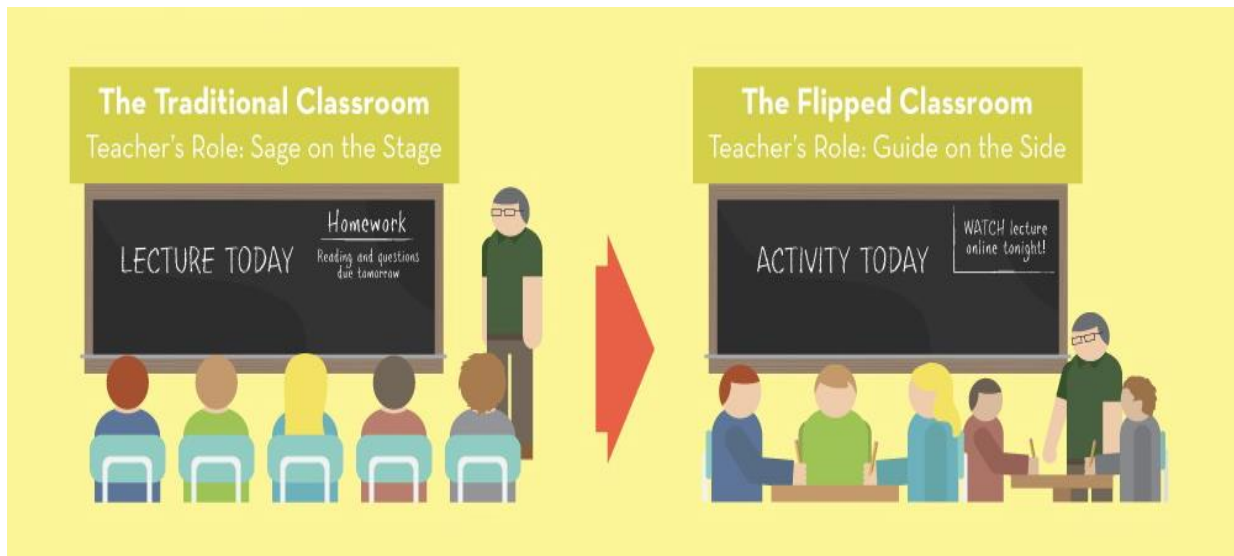 The Traditional Classroom
Teacher's Role: Sage on the Stage
LECTURE TODAY
Homework
Reading and questions
due tomorrow
The Flipped Classroom
Teacher's Role: Guide on the Side
ACTIVITY TODAY
WATCH lecture
online tonight!